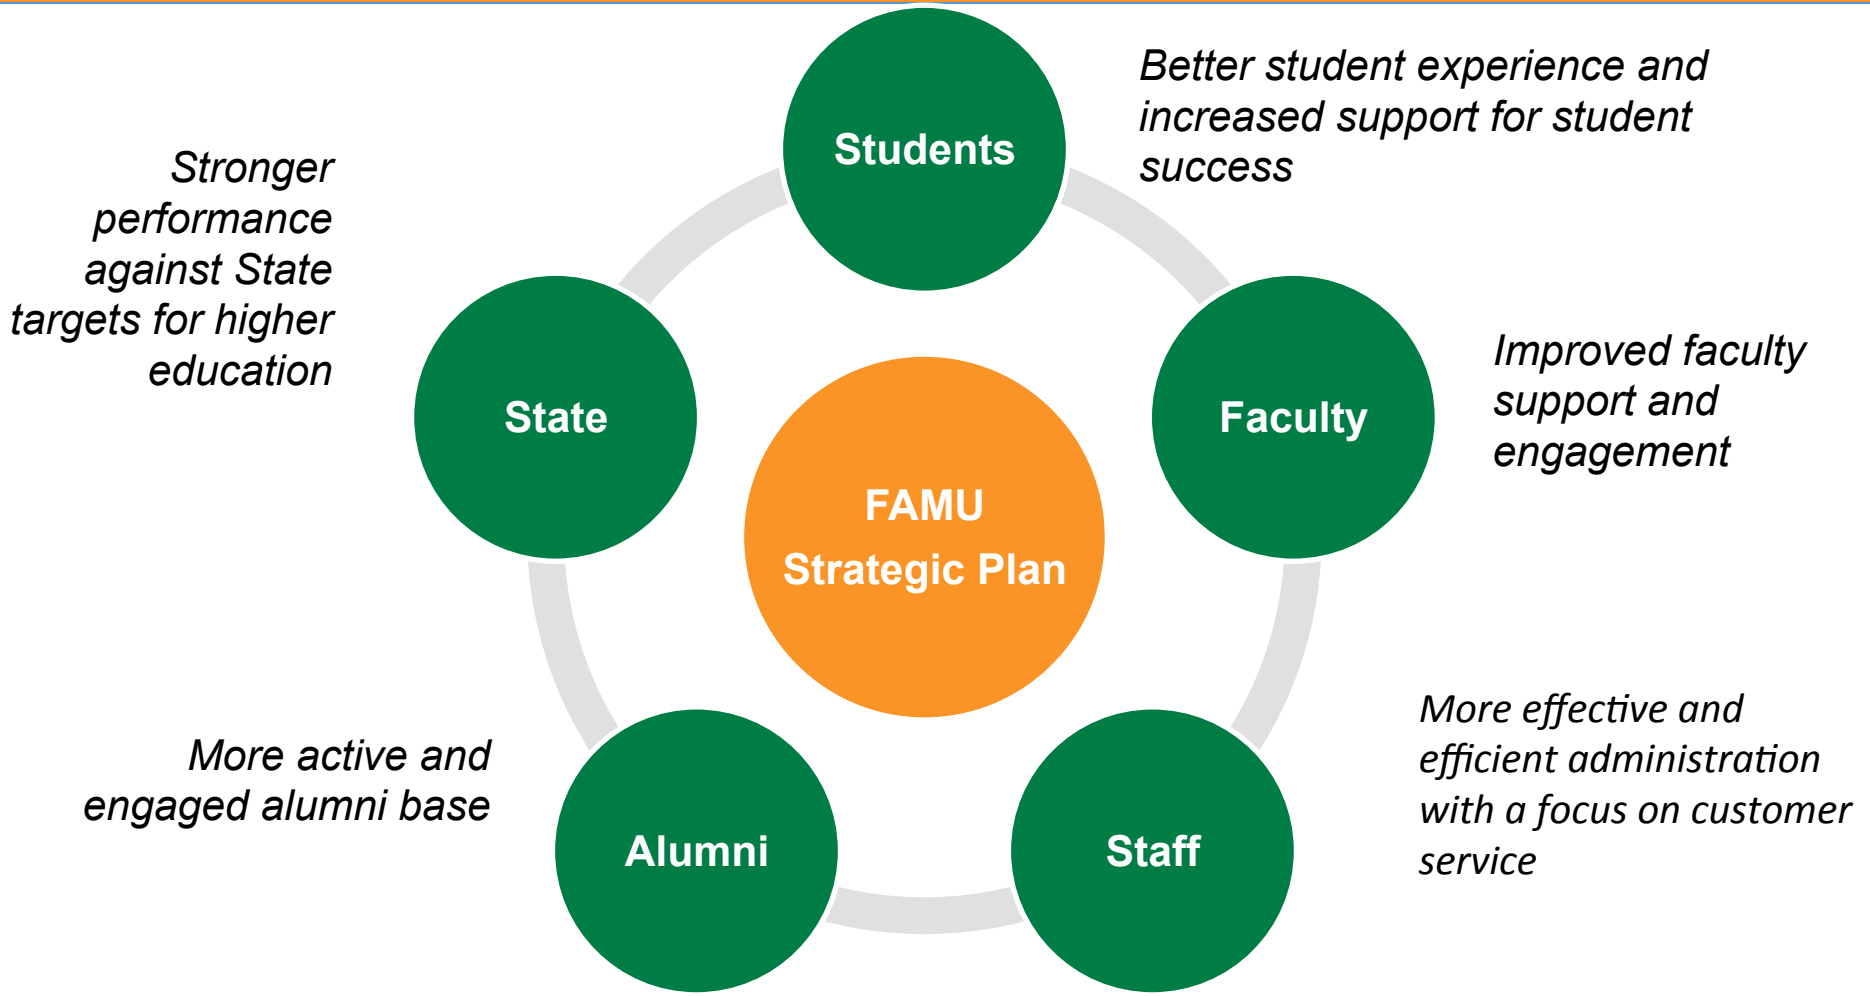 Students
Better student experience and
increased support for student
success
Stronger
performance
against State
targets for higher
education
State
Faculty
Improved faculty
support and
engagement
FAMU
Strategic Plan
More active and
engaged alumni base
Alumni
Staff
More effective and
efficient administration
with a focus on customer
service